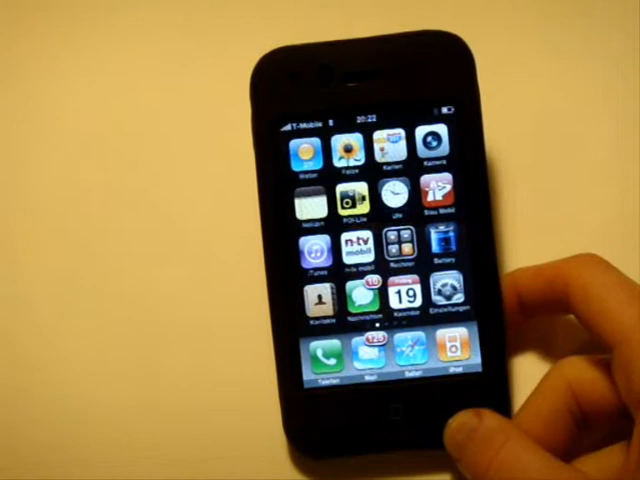 T-Mobile 20:22
Wetter Fotos Karten Kamera
Notizen POI-Lite Uhr Stau Mobil
iTunes n-tv mobil Rechner Battery
n-tv mobil
10
19
Kontakte Nachrichten Kalender Einstellungen
125
Telefon Mail Safari iPod